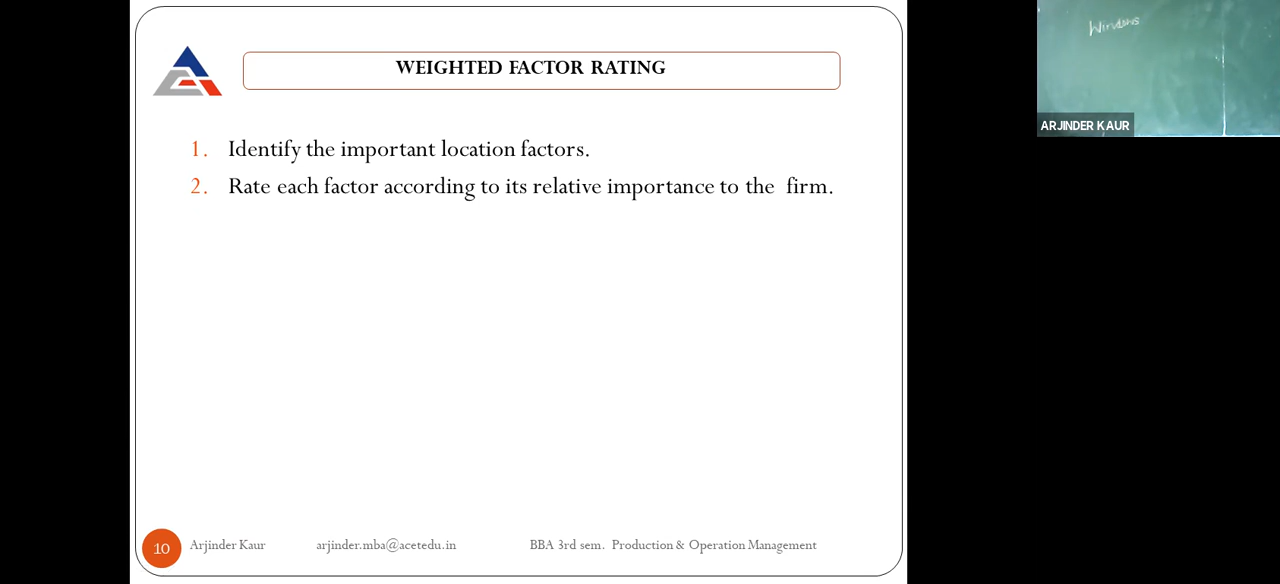 WEIGHTED FACTOR RATING
1. Identify the important location factors.
2. Rate each factor according to its relative importance to the firm.
10 Arjinder Kaur arjinder.mba@acetedu.in BBA 3rd sem. Production & Operation Management
Windows
ARJINDER KAUR